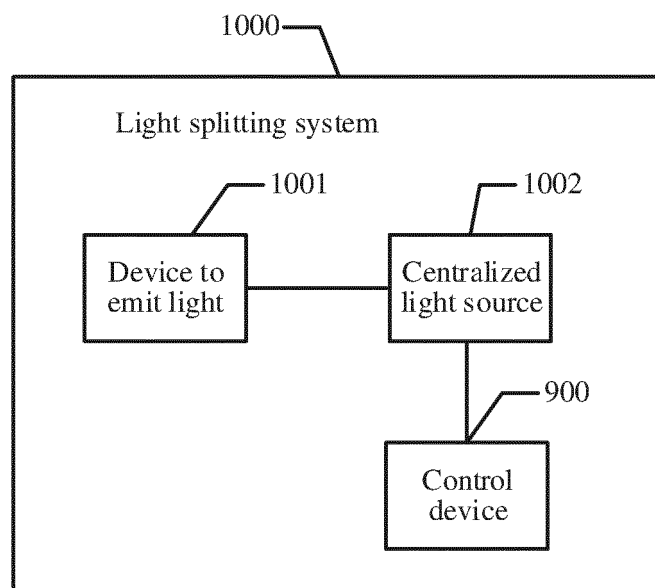 1000
Light splitting system
1001
1002
Device to
emit light
Centralized
light source
900
Control
device